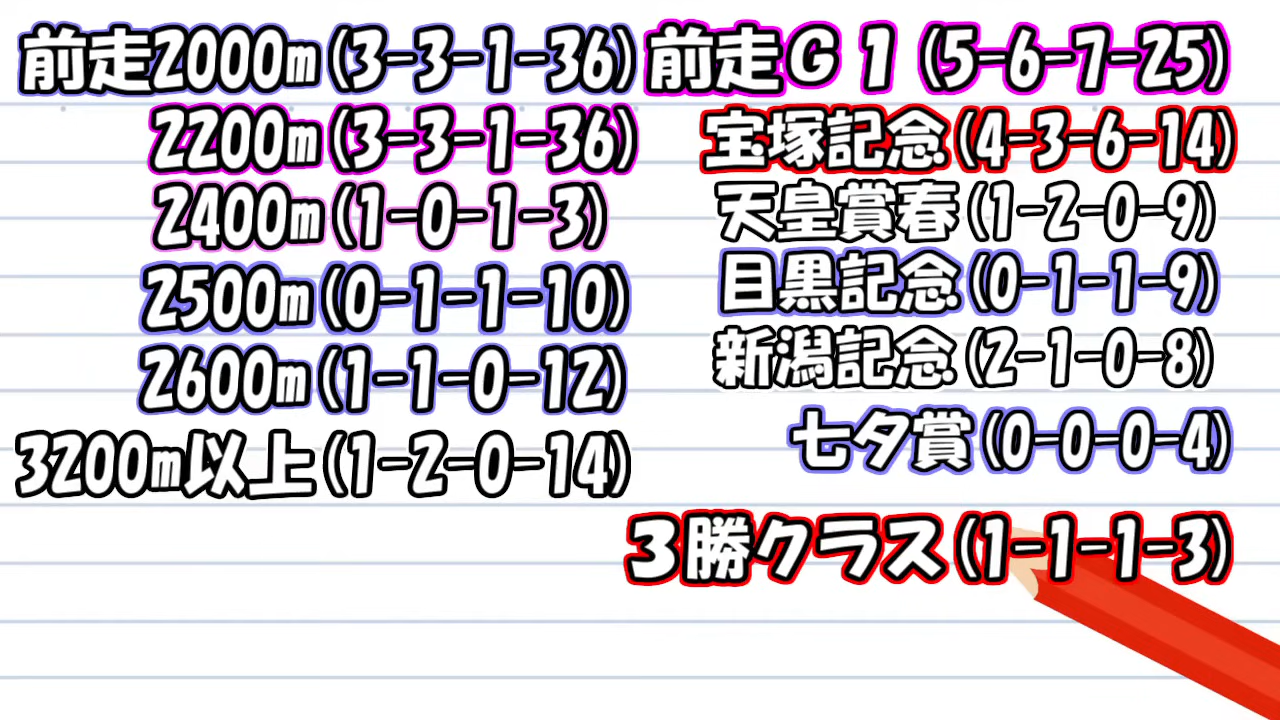 前走2000m(3-3-1-36)
2200m(3-3-1-36)
2400m(1-0-1-3)
2500m(0-1-1-10)
2600m(1-1-0-12)
3200m以上(1-2-0-14)
前走G1(5-6-7-25)
宝塚記念(4-3-6-14)
天皇賞春(1-2-0-9)
目黒記念(0-1-1-9)
新潟記念(2-1-0-8)
七夕賞(0-0-0-4)
3勝クラス(1-1-1-3)